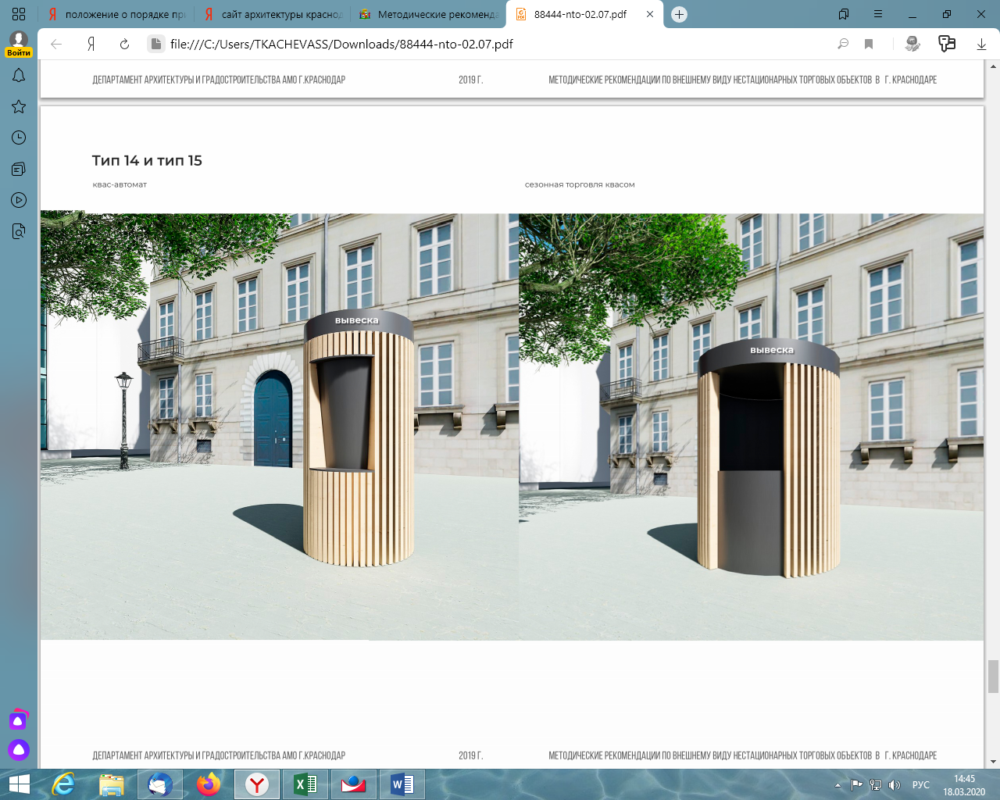 положение о порядке пр
сайт архитектуры красно
Методические рекоменда
88444-nto-02.07.pdf
Войти
file:///C:/Users/TKACHEVASS/Downloads/88444-nto-02.07.pdf
ДЕПАРТАМЕНТ АРХИТЕКТУРЫ И ГРАДОСТРОИТЕЛЬСТВА АМО Г.КРАСНОДАР
2019 Г.
МЕТОДИЧЕСКИЕ РЕКОМЕНДАЦИИ ПО ВНЕШНЕМУ ВИДУ НЕСТАЦИОНАРНЫХ ТОРГОВЫХ ОБЪЕКТОВ В Г. КРАСНОДАРЕ
Тип 14 и тип 15
квас-автомат
сезонная торговля квасом
вывеска
вывеска
ДЕПАРТАМЕНТ АРХИТЕКТУРЫ И ГРАДОСТРОИТЕЛЬСТВА АМО Г.КРАСНОДАР
2019 Г.
МЕТОДИЧЕСКИЕ РЕКОМЕНДАЦИИ ПО ВНЕШНЕМУ ВИДУ НЕСТАЦИОНАРНЫХ ТОРГОВЫХ ОБЪЕКТОВ В Г. КРАСНОДАРЕ
РУС
14:45
18.03.2020